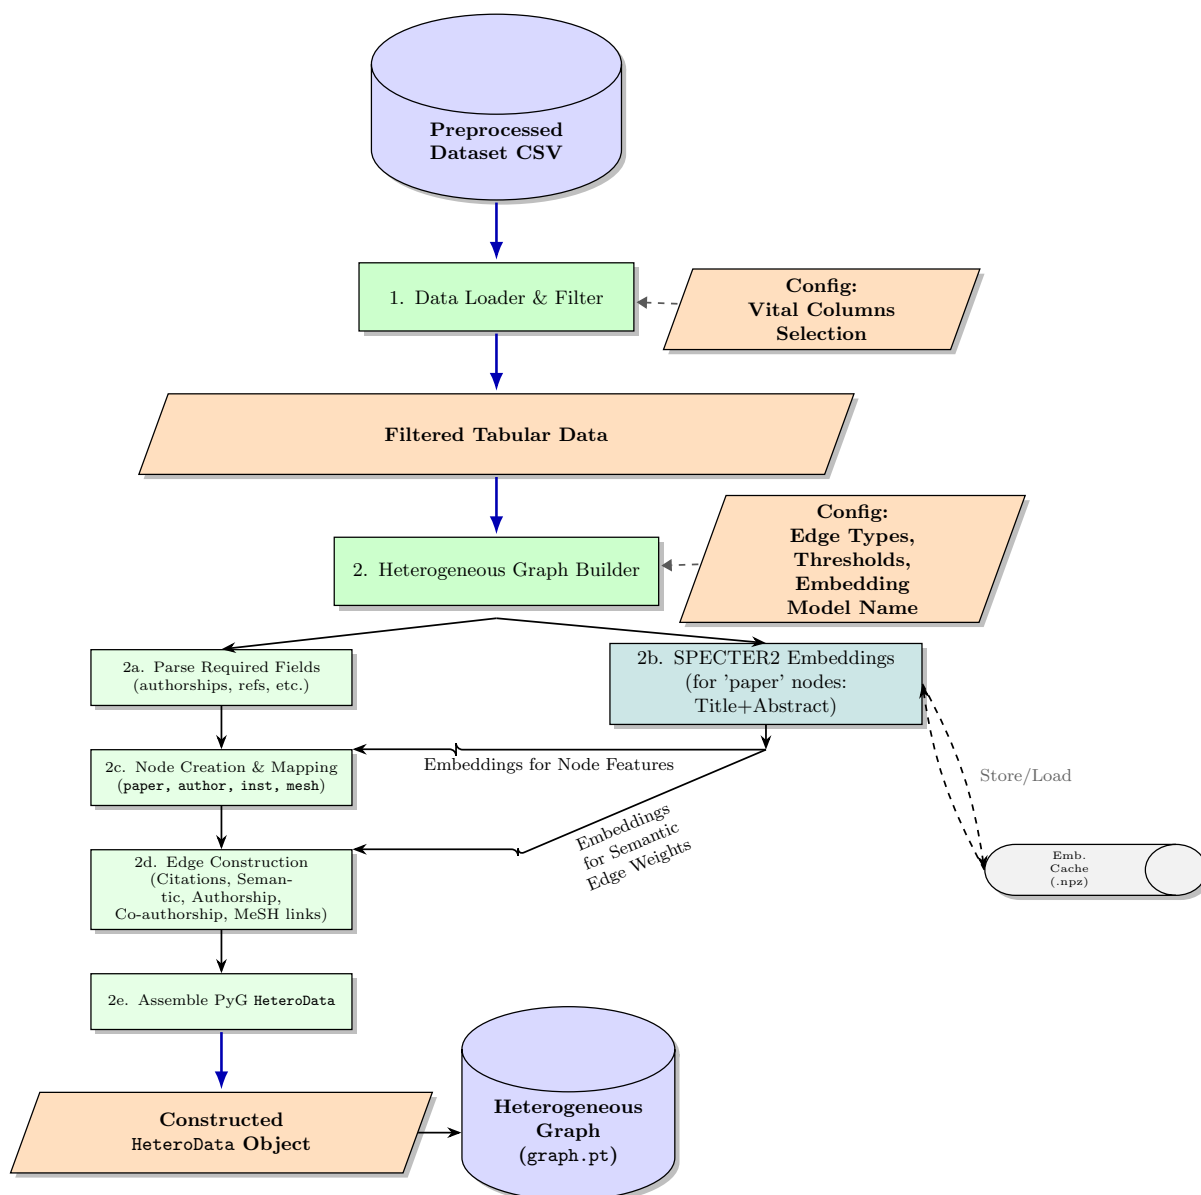 Preprocessed
Dataset CSV
1. Data Loader & Filter
Config:
Vital Columns
Selection
Filtered Tabular Data
Config:
Edge Types,
Thresholds,
Embedding
Model Name
2. Heterogeneous Graph Builder
2a. Parse Required Fields
(authorships, refs, etc.)
2b. SPECTER2 Embeddings
(for 'paper' nodes:
Title+Abstract)
2c. Node Creation & Mapping
(paper, author, inst, mesh)
Embeddings for Node Features
Store/Load
Embeddings
for Semantic
Edge Weights
2d. Edge Construction
(Citations, Seman-
tic, Authorship,
Co-authorship, MeSH links)
Emb.
Cache
(.npz)
2e. Assemble PyG HeteroData
Constructed
HeteroData Object
Heterogeneous
Graph
(graph.pt)